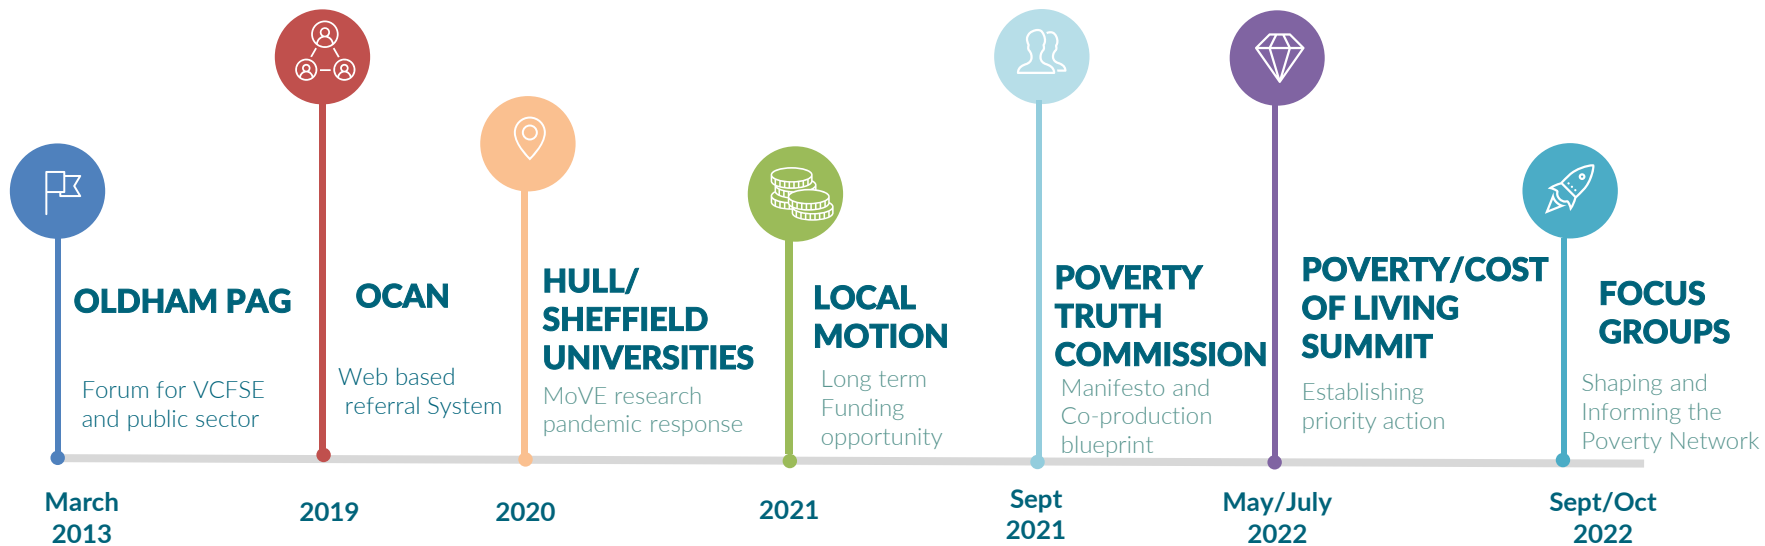 OLDHAM PAG
Forum for VCFSE
and public sector
March
2013
OCAN
Web based
referral System
2019
HULL/
SHEFFIELD
UNIVERSITIES
MoVE research
pandemic response
2020
LOCAL
MOTION
Long term
Funding
opportunity
2021
POVERTY
TRUTH
COMMISSION
Manifesto and
Co-production
blueprint
Sept
2021
POVERTY/COST
OF LIVING
SUMMIT
Establishing
priority action
May/July
2022
FOCUS
GROUPS
Shaping and
Informing the
Poverty Network
Sept/Oct
2022